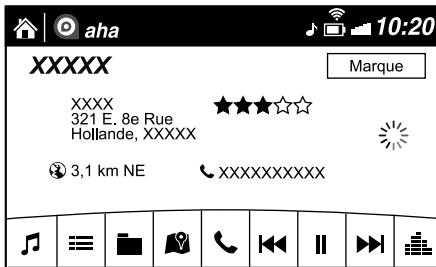 aha 10:20
XXXXX Marque
XXXX
321 E. 8e Rue
Hollande, XXXXX
3,1 km NE XXXXXXXXXX